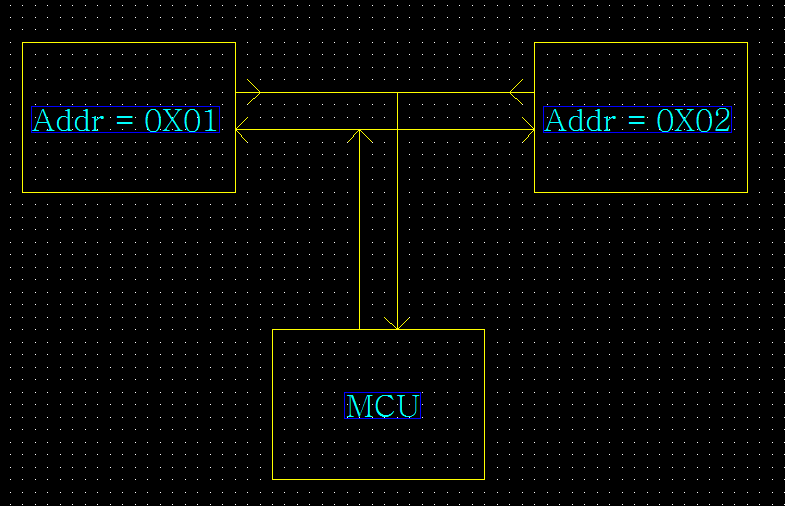 Addr = 0X01
Addr = 0X02
MCU